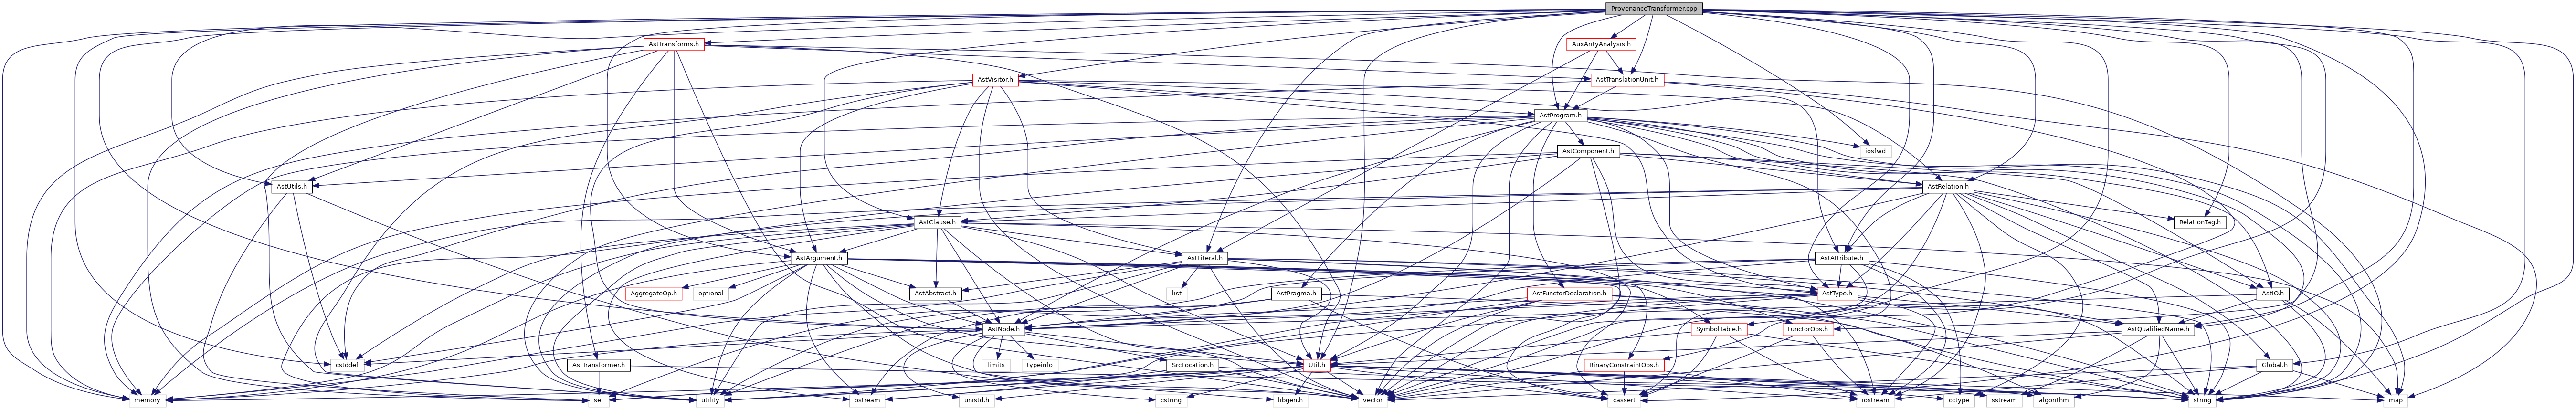 ProvenanceTransformer.cpp
AstTransforms.h
AuxArityAnalysis.h
AstVisitor.h
AstTranslationUnit.h
AstProgram.h
AstComponent.h
iosfwd
AstUtils.h
AstRelation.h
AstClause.h
RelationTag.h
AstArgument.h
AstLiteral.h
AstAttribute.h
AggregateOp.h
optional
AstAbstract.h
list
AstPragma.h
AstFunctorDeclaration.h
AstType.h
AstIO.h
AstNode.h
SymbolTable.h
FunctorOps.h
AstQualifiedName.h
cstddef
AstTransformer.h
limits
typeinfo
SrcLocation.h
Util.h
BinaryConstraintOps.h
Global.h
memory
set
utility
ostream
unistd.h
cstring
libgen.h
vector
cassert
iostream
cctype
sstream
algorithm
string
map